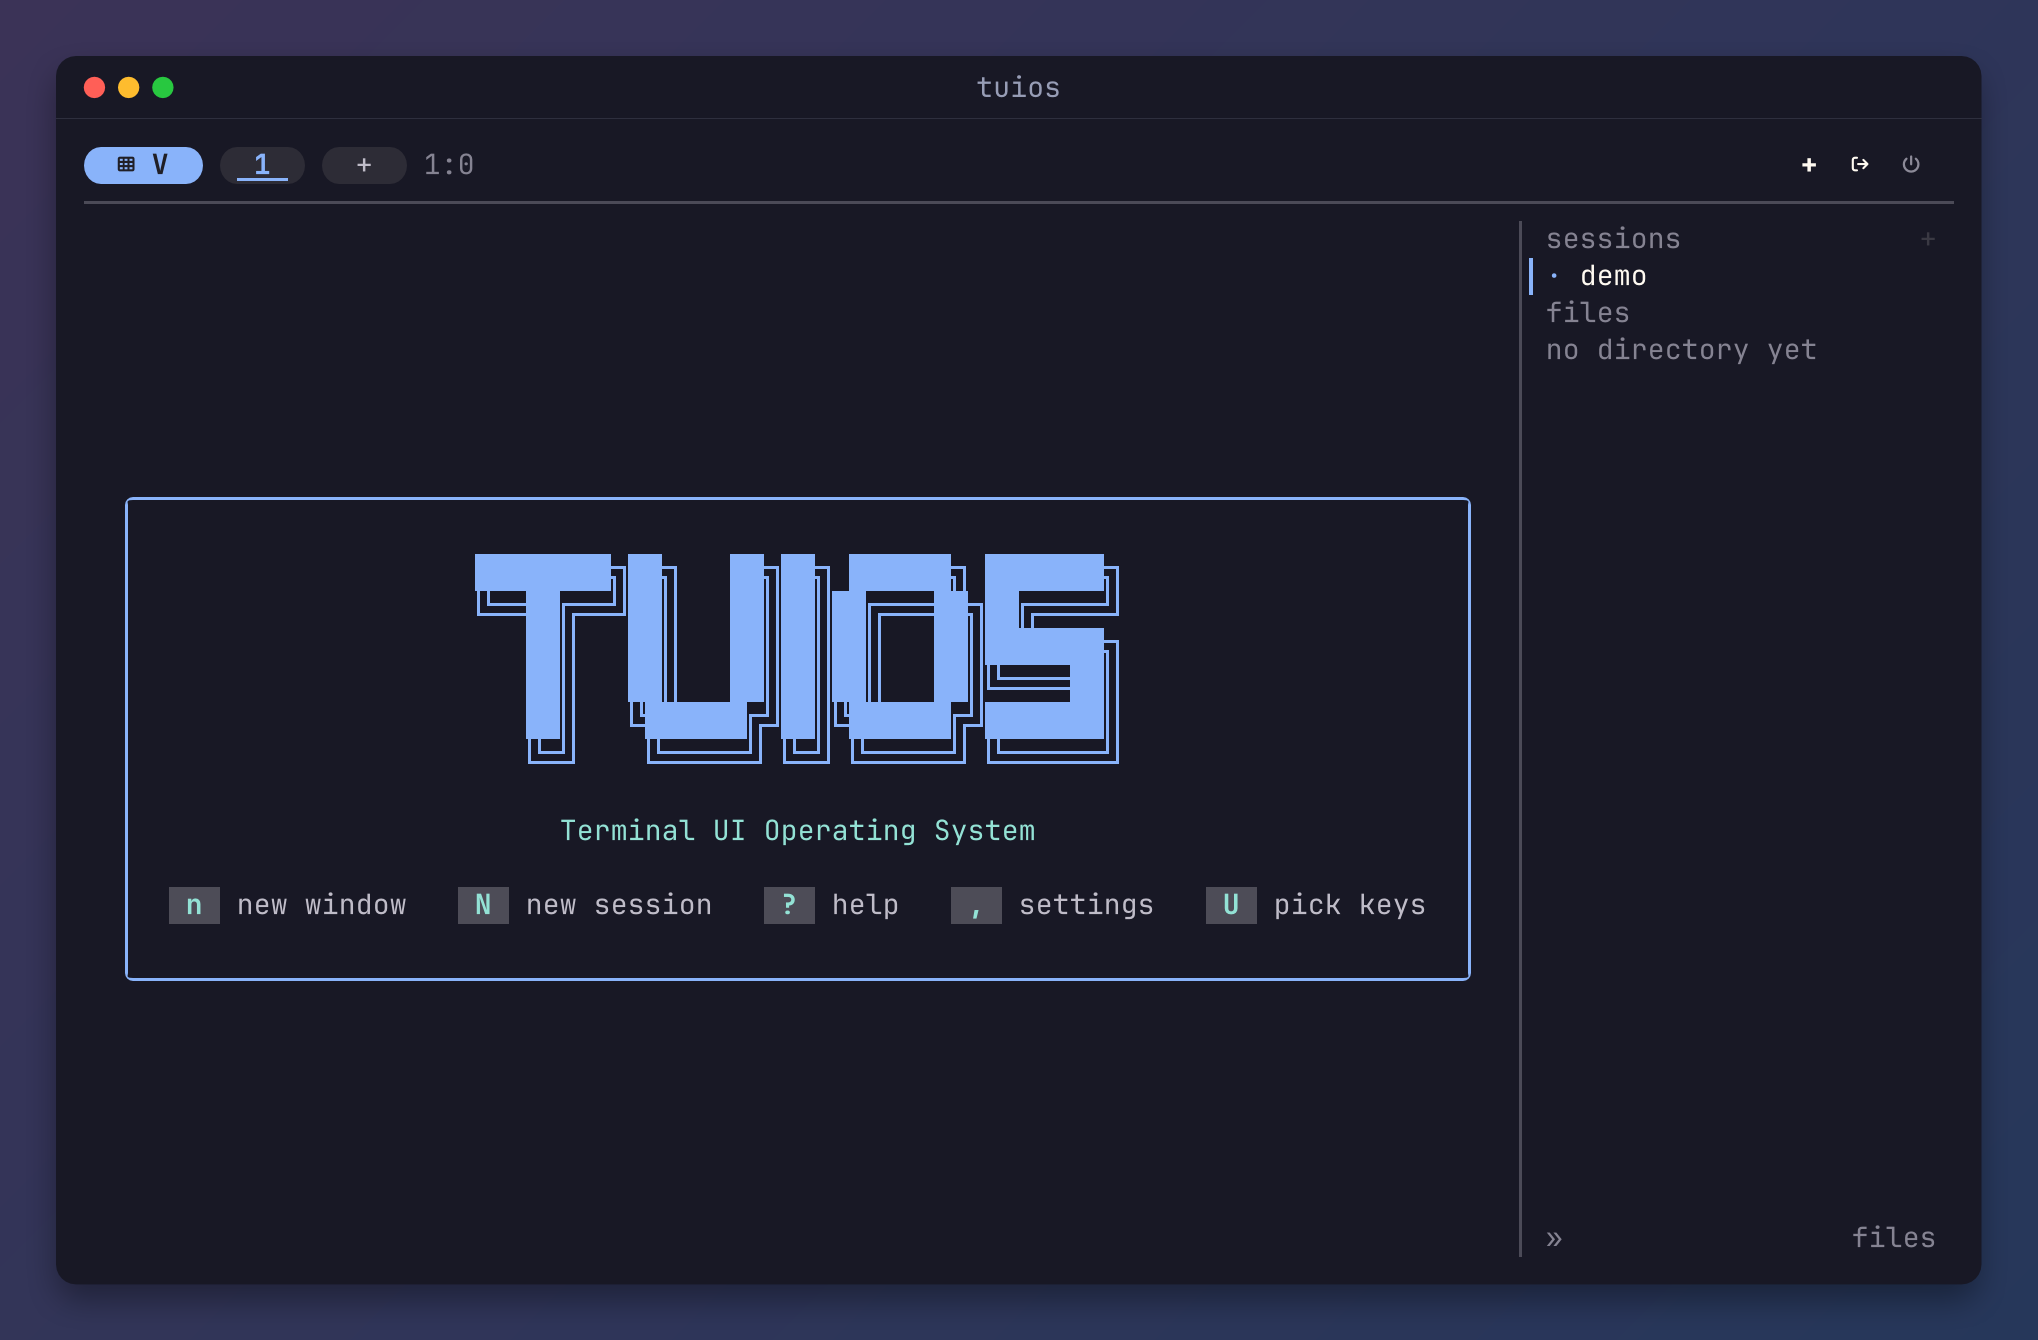 tuios
V 1 + 1:0 +
sessions +
· demo
files
no directory yet
TUIOS
Terminal UI Operating System
n new window N new session ? help , settings U pick keys
» files